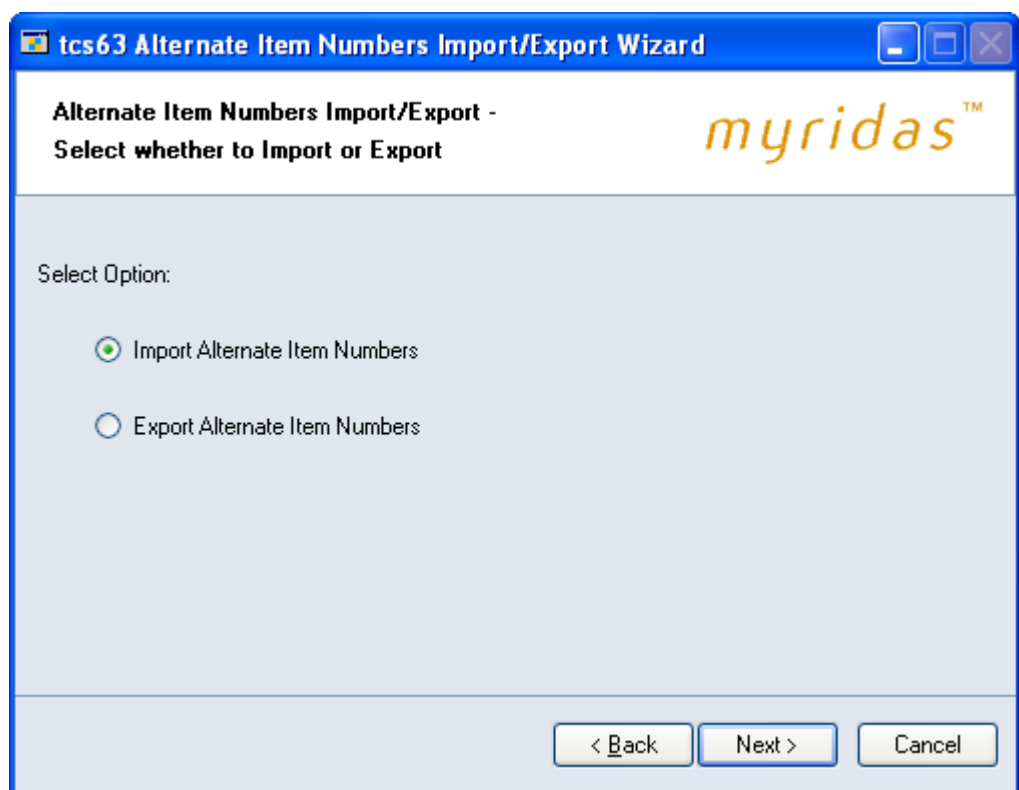 tcs63 Alternate Item Numbers Import/Export Wizard
Alternate Item Numbers Import/Export -
Select whether to Import or Export
myridas™
Select Option:
Import Alternate Item Numbers
Export Alternate Item Numbers
< Back
Next >
Cancel